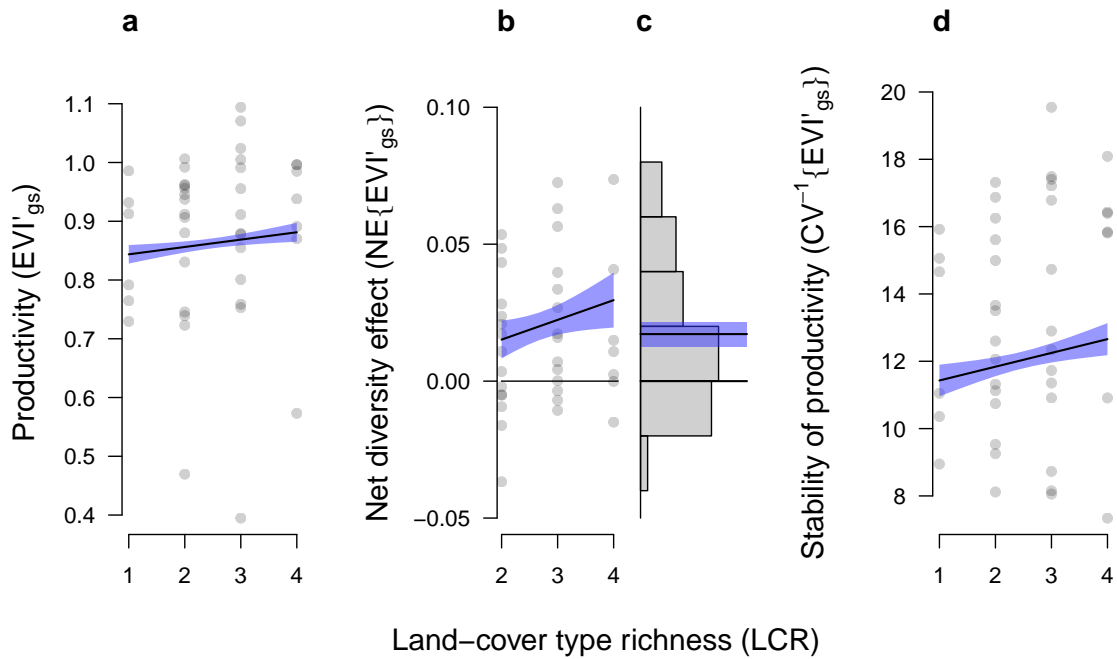 a
b
c
d
Productivity (EVI'gs)
1.1
1.0
0.9
0.8
0.7
0.6
0.5
0.4
1 2 3 4
Net diversity effect (NE{EVI'gs})
0.10
0.05
0.00
−0.05
2 3 4
Stability of productivity (CV⁻¹{EVI'gs})
20
18
16
14
12
10
8
1 2 3 4
Land−cover type richness (LCR)